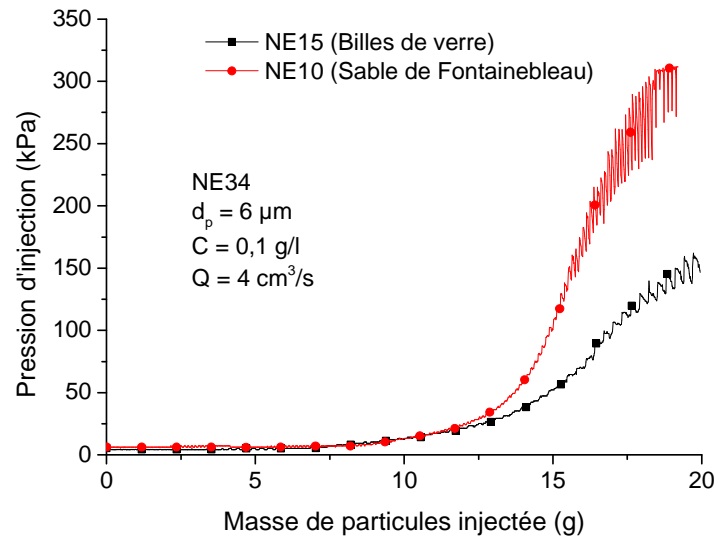 350
300
250
200
150
100
50
0
Pression d'injection (kPa)
NE15 (Billes de verre)
NE10 (Sable de Fontainebleau)
NE34
dp = 6 µm
C = 0,1 g/l
Q = 4 cm³/s
0 5 10 15 20
Masse de particules injectée (g)